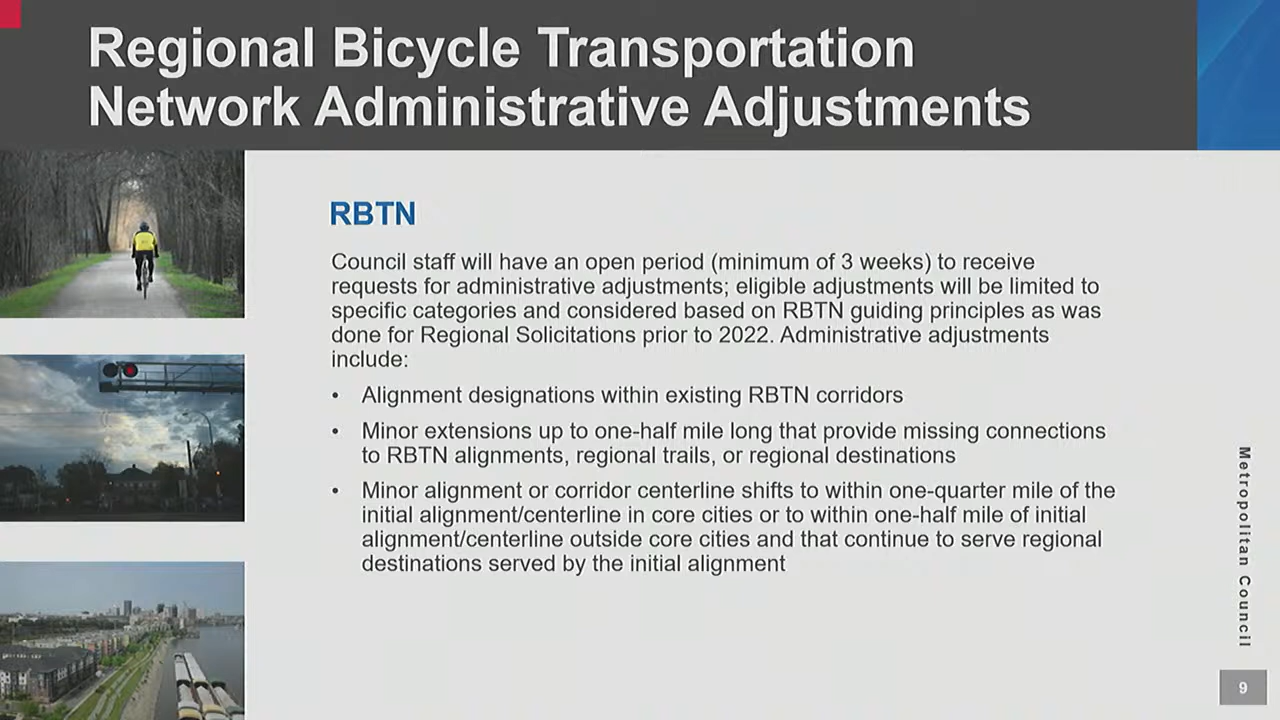 Regional Bicycle Transportation
Network Administrative Adjustments
RBTN
Council staff will have an open period (minimum of 3 weeks) to receive
requests for administrative adjustments; eligible adjustments will be limited to
specific categories and considered based on RBTN guiding principles as was
done for Regional Solicitations prior to 2022. Administrative adjustments
include:
• Alignment designations within existing RBTN corridors
• Minor extensions up to one-half mile long that provide missing connections
to RBTN alignments, regional trails, or regional destinations
• Minor alignment or corridor centerline shifts to within one-quarter mile of the
initial alignment/centerline in core cities or to within one-half mile of initial
alignment/centerline outside core cities and that continue to serve regional
destinations served by the initial alignment
Metropolitan Council
9